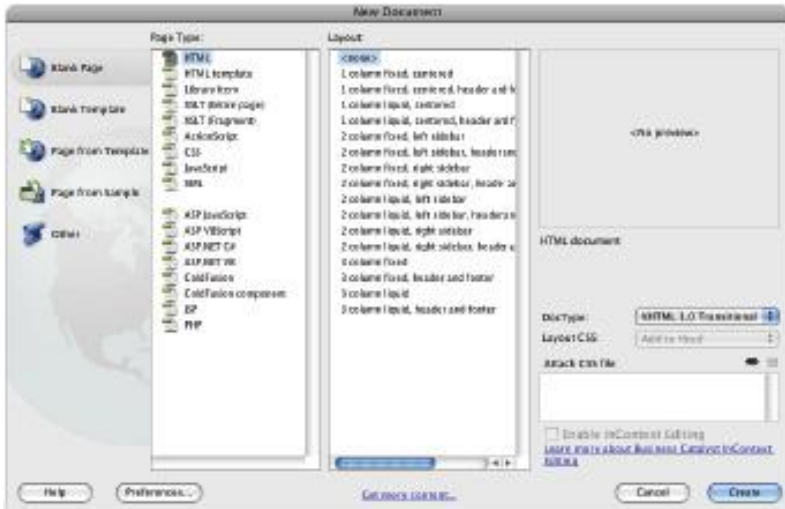 New Document
Page Type:
Layout:
Blank Page
Blank Template
Page from Template
Page from Sample
Other
HTML
HTML template
Library Item
XSLT (Entire page)
XSLT (Fragment)
ActionScript
CSS
JavaScript
XML
ASP JavaScript
ASP VBScript
ASP.NET C#
ASP.NET VB
ColdFusion
ColdFusion component
JSP
PHP
<none>
1 column fixed, centered
1 column fixed, centered, header and f
1 column liquid, centered
1 column liquid, centered, header and f
2 column fixed, left sidebar
2 column fixed, left sidebar, header and
2 column fixed, right sidebar
2 column fixed, right sidebar, header a
2 column liquid, left sidebar
2 column liquid, left sidebar, header a
2 column liquid, right sidebar
2 column liquid, right sidebar, header a
3 column fixed
3 column fixed, header and footer
3 column liquid
3 column liquid, header and footer
<no preview>
HTML document
DocType:
XHTML 1.0 Transitional
Layout CSS:
Add to Head
Attach CSS file:
Enable InContext Editing
Learn more about Business Catalyst InContext
Editing
Help
Preferences...
Get more content...
Cancel
Create